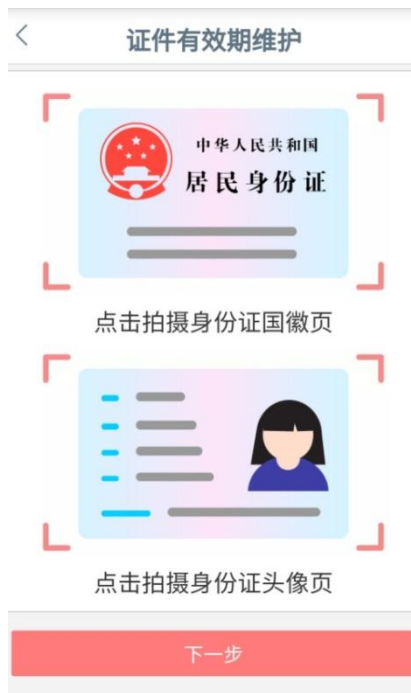 证件有效期维护
中华人民共和国
居民身份证
点击拍摄身份证国徽页
点击拍摄身份证头像页
下一步